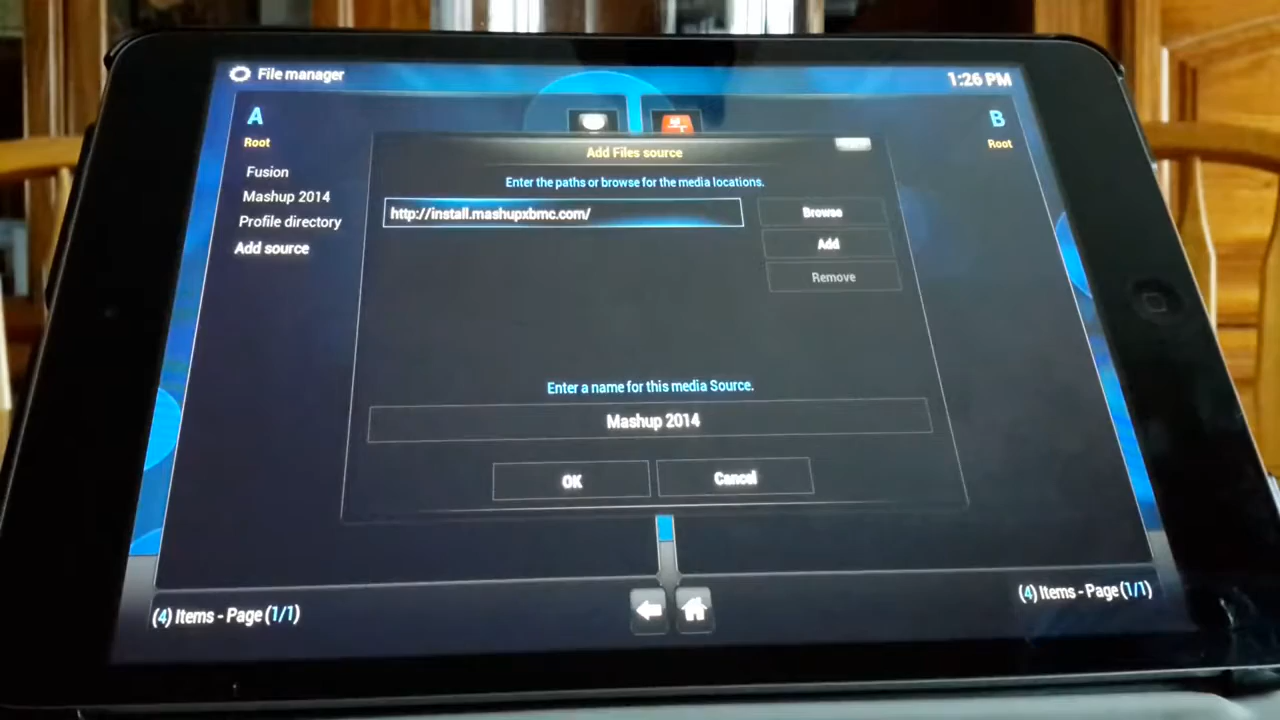 File manager
1:26 PM
A
B
Root
Root
Fusion
Mashup 2014
Profile directory
Add source
Add Files source
Enter the paths or browse for the media locations.
http://install.mashupxbmc.com/
Browse
Add
Remove
Enter a name for this media Source.
Mashup 2014
OK
Cancel
(4) Items - Page (1/1)
(4) Items - Page (1/1)